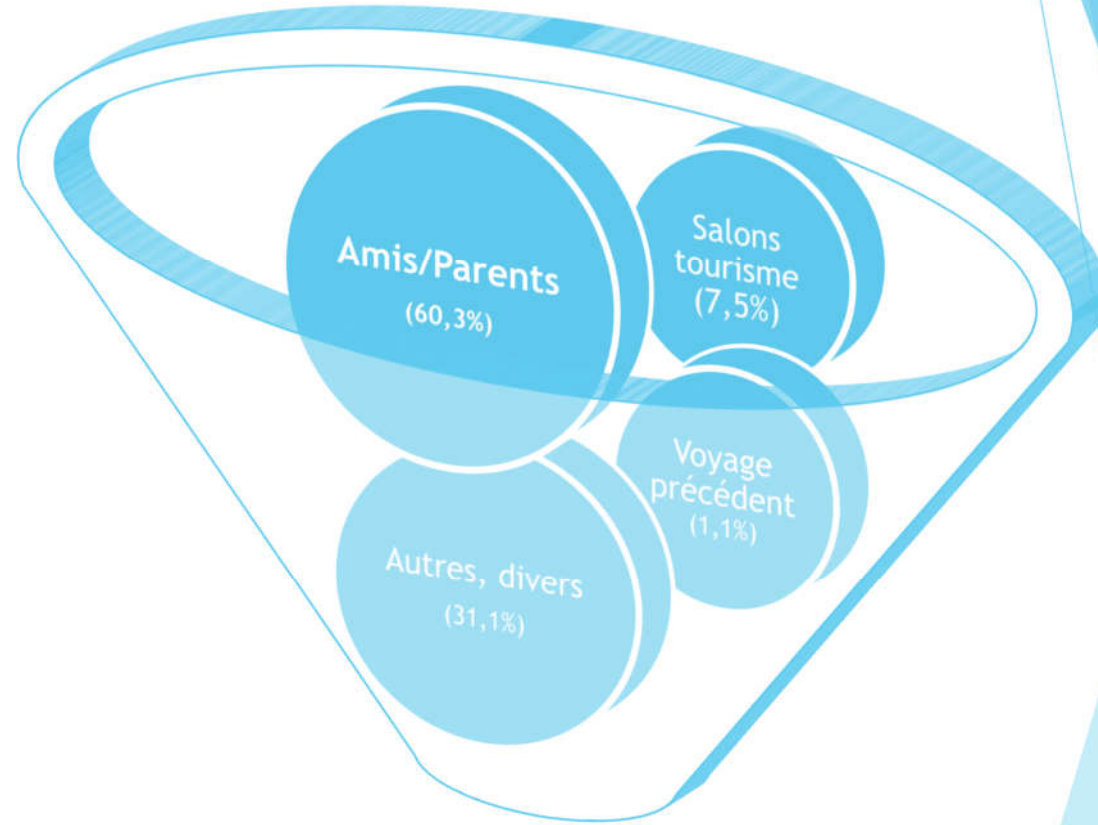 Amis/Parents
(60,3%)
Salons
tourisme
(7,5%)
Voyage
précédent
(1,1%)
Autres, divers
(31,1%)